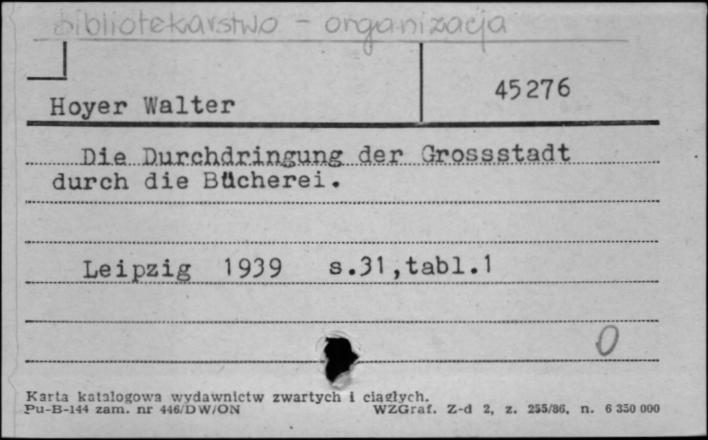 bibliotekarstwo - organizacja
45276
Hoyer Walter
Die Durchdringung der Grossstadt
durch die Bücherei.
Leipzig 1939 s.31,tabl.1
0
Karta katalogowa wydawnictw zwartych i ciągłych.
Pu-B-144 zam. nr 446/DW/ON WZGraf. Z-d 2, z. 255/86, n. 6 350 000